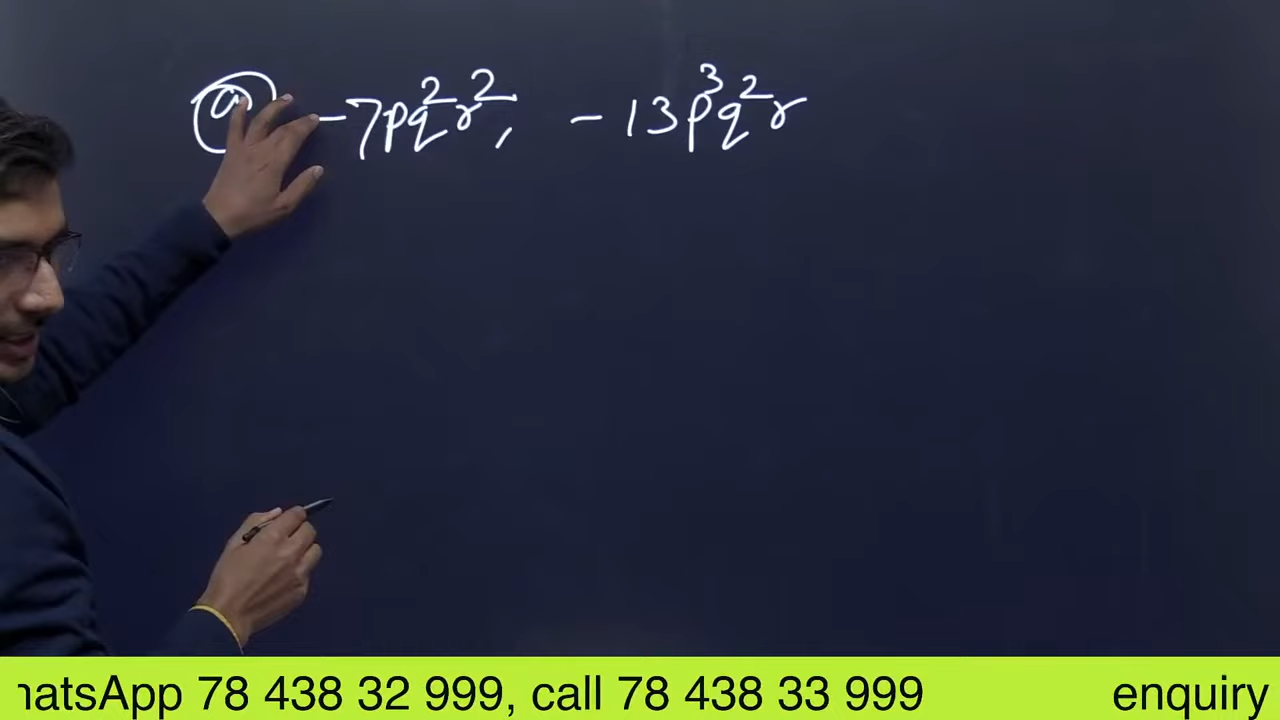 (a) -7pq²r², -13p³q²r
hatsApp 78 438 32 999, call 78 438 33 999 enquiry